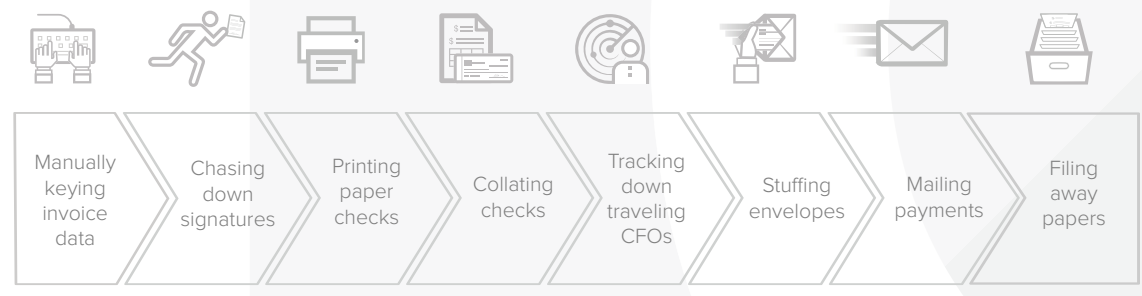 Manually
keying
invoice
data
Chasing
down
signatures
Printing
paper
checks
Collating
checks
Tracking
down
traveling
CFOs
Stuffing
envelopes
Mailing
payments
Filing
away
papers